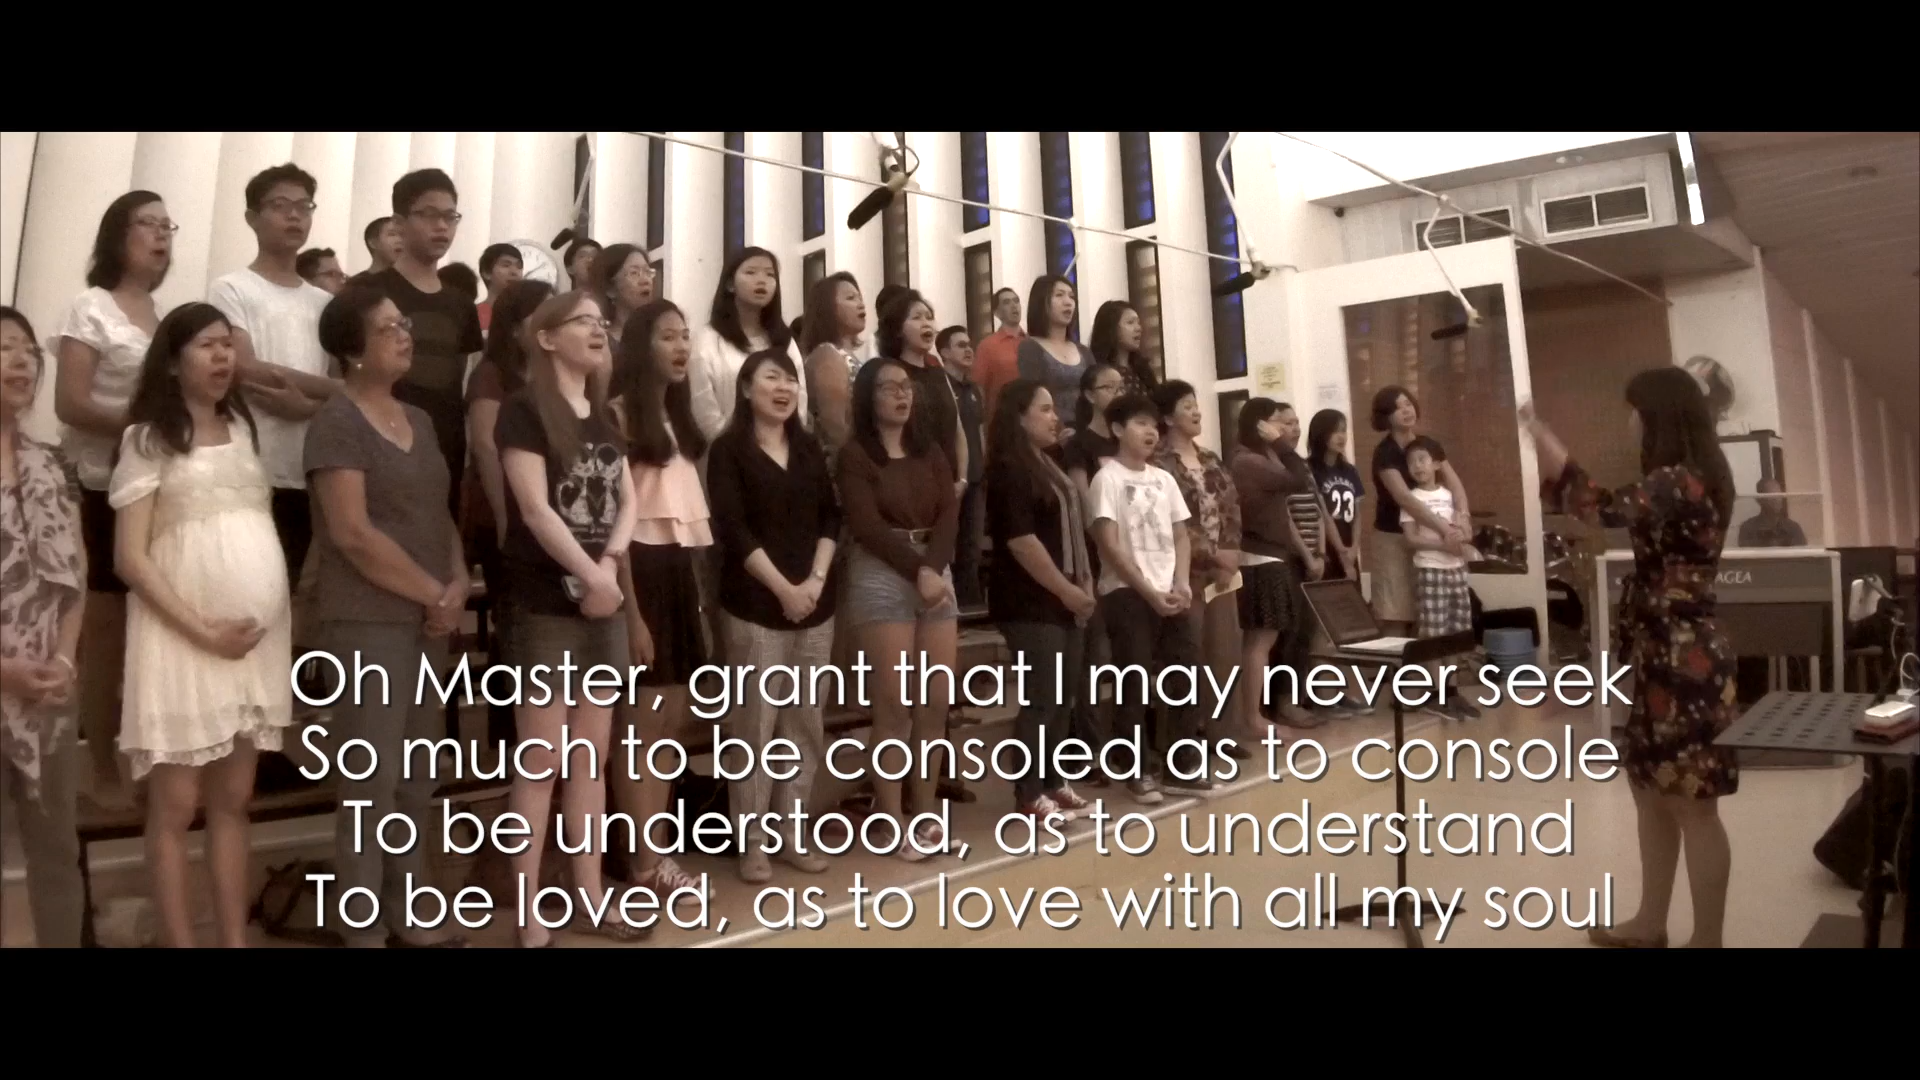 Oh Master, grant that I may never seek
So much to be consoled as to console
To be understood, as to understand
To be loved, as to love with all my soul
23